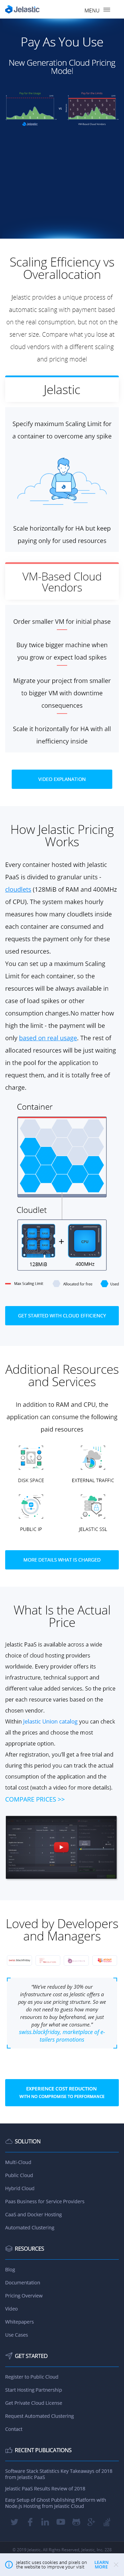 Jelastic
MENU
Pay As You Use
New Generation Cloud Pricing
Model
Scaling Efficiency vs
Overallocation
Jelastic provides a unique possibility
of automatic scaling with payment based
on the real consumption, but not on the
server size. Compare what you lose at
cloud vendors with a different scaling
and pricing model
Jelastic
Specify maximum Scaling Limit for
a container to overcome any spike
Scale horizontally for HA but keep
paying only for used resources
VM-Based Cloud
Vendors
Order smaller VM for initial phase
Buy twice bigger machine when
you grow or expect load spikes
Migrate your project from smaller
to bigger VM with downtime
consequences
Scale it horizontally for HA with all
inefficiency inside
VIDEO EXPLANATION
How Jelastic Pricing
Works
Every container hosted with Jelastic
PaaS is divided to granular units -
cloudlets (128MiB of RAM and 400MHz
of CPU). The system makes hourly
measurements of how many cloudlets each
container has consumed and
requests the payment only for these
used resources.
You can set up a maximum Scaling
Limit for each container, so the
resources will be always available in
case of load spikes or other
consumption changes.No matter how
high the limit - the payment will be
only based on real usage. The rest of
allocated resources will be just waiting
in the pool for the application to
request them, and is totally free of
charge.
Container
Cloudlet
128MiB
400MHz
Max Scaling Limit
Allocated for free
Used
GET STARTED WITH CLOUD EFFICIENCY
Additional Resources
and Services
In addition to RAM and CPU, the
application can consume the following
paid resources
DISK SPACE
EXTERNAL TRAFFIC
PUBLIC IP
JELASTIC SSL
MORE DETAILS WHAT IS CHARGED
What Is the Actual
Price
Jelastic PaaS is available across a wide
choice of cloud hosting providers
worldwide. Every provider offers its
infrastructure, technical support and
different value added services. So the price
per each resource varies based on the
chosen vendor.
Within Jelastic Union catalog you can check
all the prices and choose the most
appropriate option.
After registration, you'll get a free trial and
during this period you can track the actual
consumption of the application and the
total cost (watch a video for more details).
COMPARE PRICES >>
Loved by Developers
and Managers
"We've reduced by 30% our
infrastructure cost as Jelastic offers a
pay as you use pricing structure. So we
do not need to guess how many
resources to buy beforehand, we just
pay for what we consume."
swiss.blackfriday, marketplace of e-
tailers promotions
EXPERIENCE COST REDUCTION
WITH NO COMPROMISE TO PERFORMANCE
SOLUTION
Multi-Cloud
Public Cloud
Hybrid Cloud
Paas Business for Service Providers
CaaS and Docker Hosting
Automated Clustering
RESOURCES
Blog
Documentation
Pricing Overview
Video
Whitepapers
Use Cases
GET STARTED
Register to Public Cloud
Start Hosting Partnership
Get Private Cloud License
Request Automated Clustering
Contact
RECENT PUBLICATIONS
Software Stack Statistics Key Takeaways of 2018
from Jelastic PaaS
Jelastic PaaS Results Review of 2018
Easy Setup of Ghost Publishing Platform with
Node.js Hosting from Jelastic Cloud
Jelastic uses cookies and pixels on
the website to improve your visit
LEARN
MORE